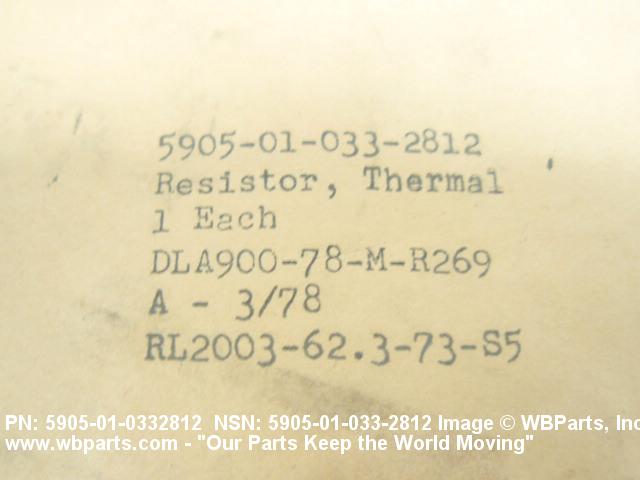 5905-01-033-2812
Resistor, Thermal
1 Each
DLA900-78-M-R269
A - 3/78
RL2003-62.3-73-S5
PN: 5905-01-0332812 NSN: 5905-01-033-2812 Image © WBParts, Inc
www.wbparts.com - "Our Parts Keep the World Moving"